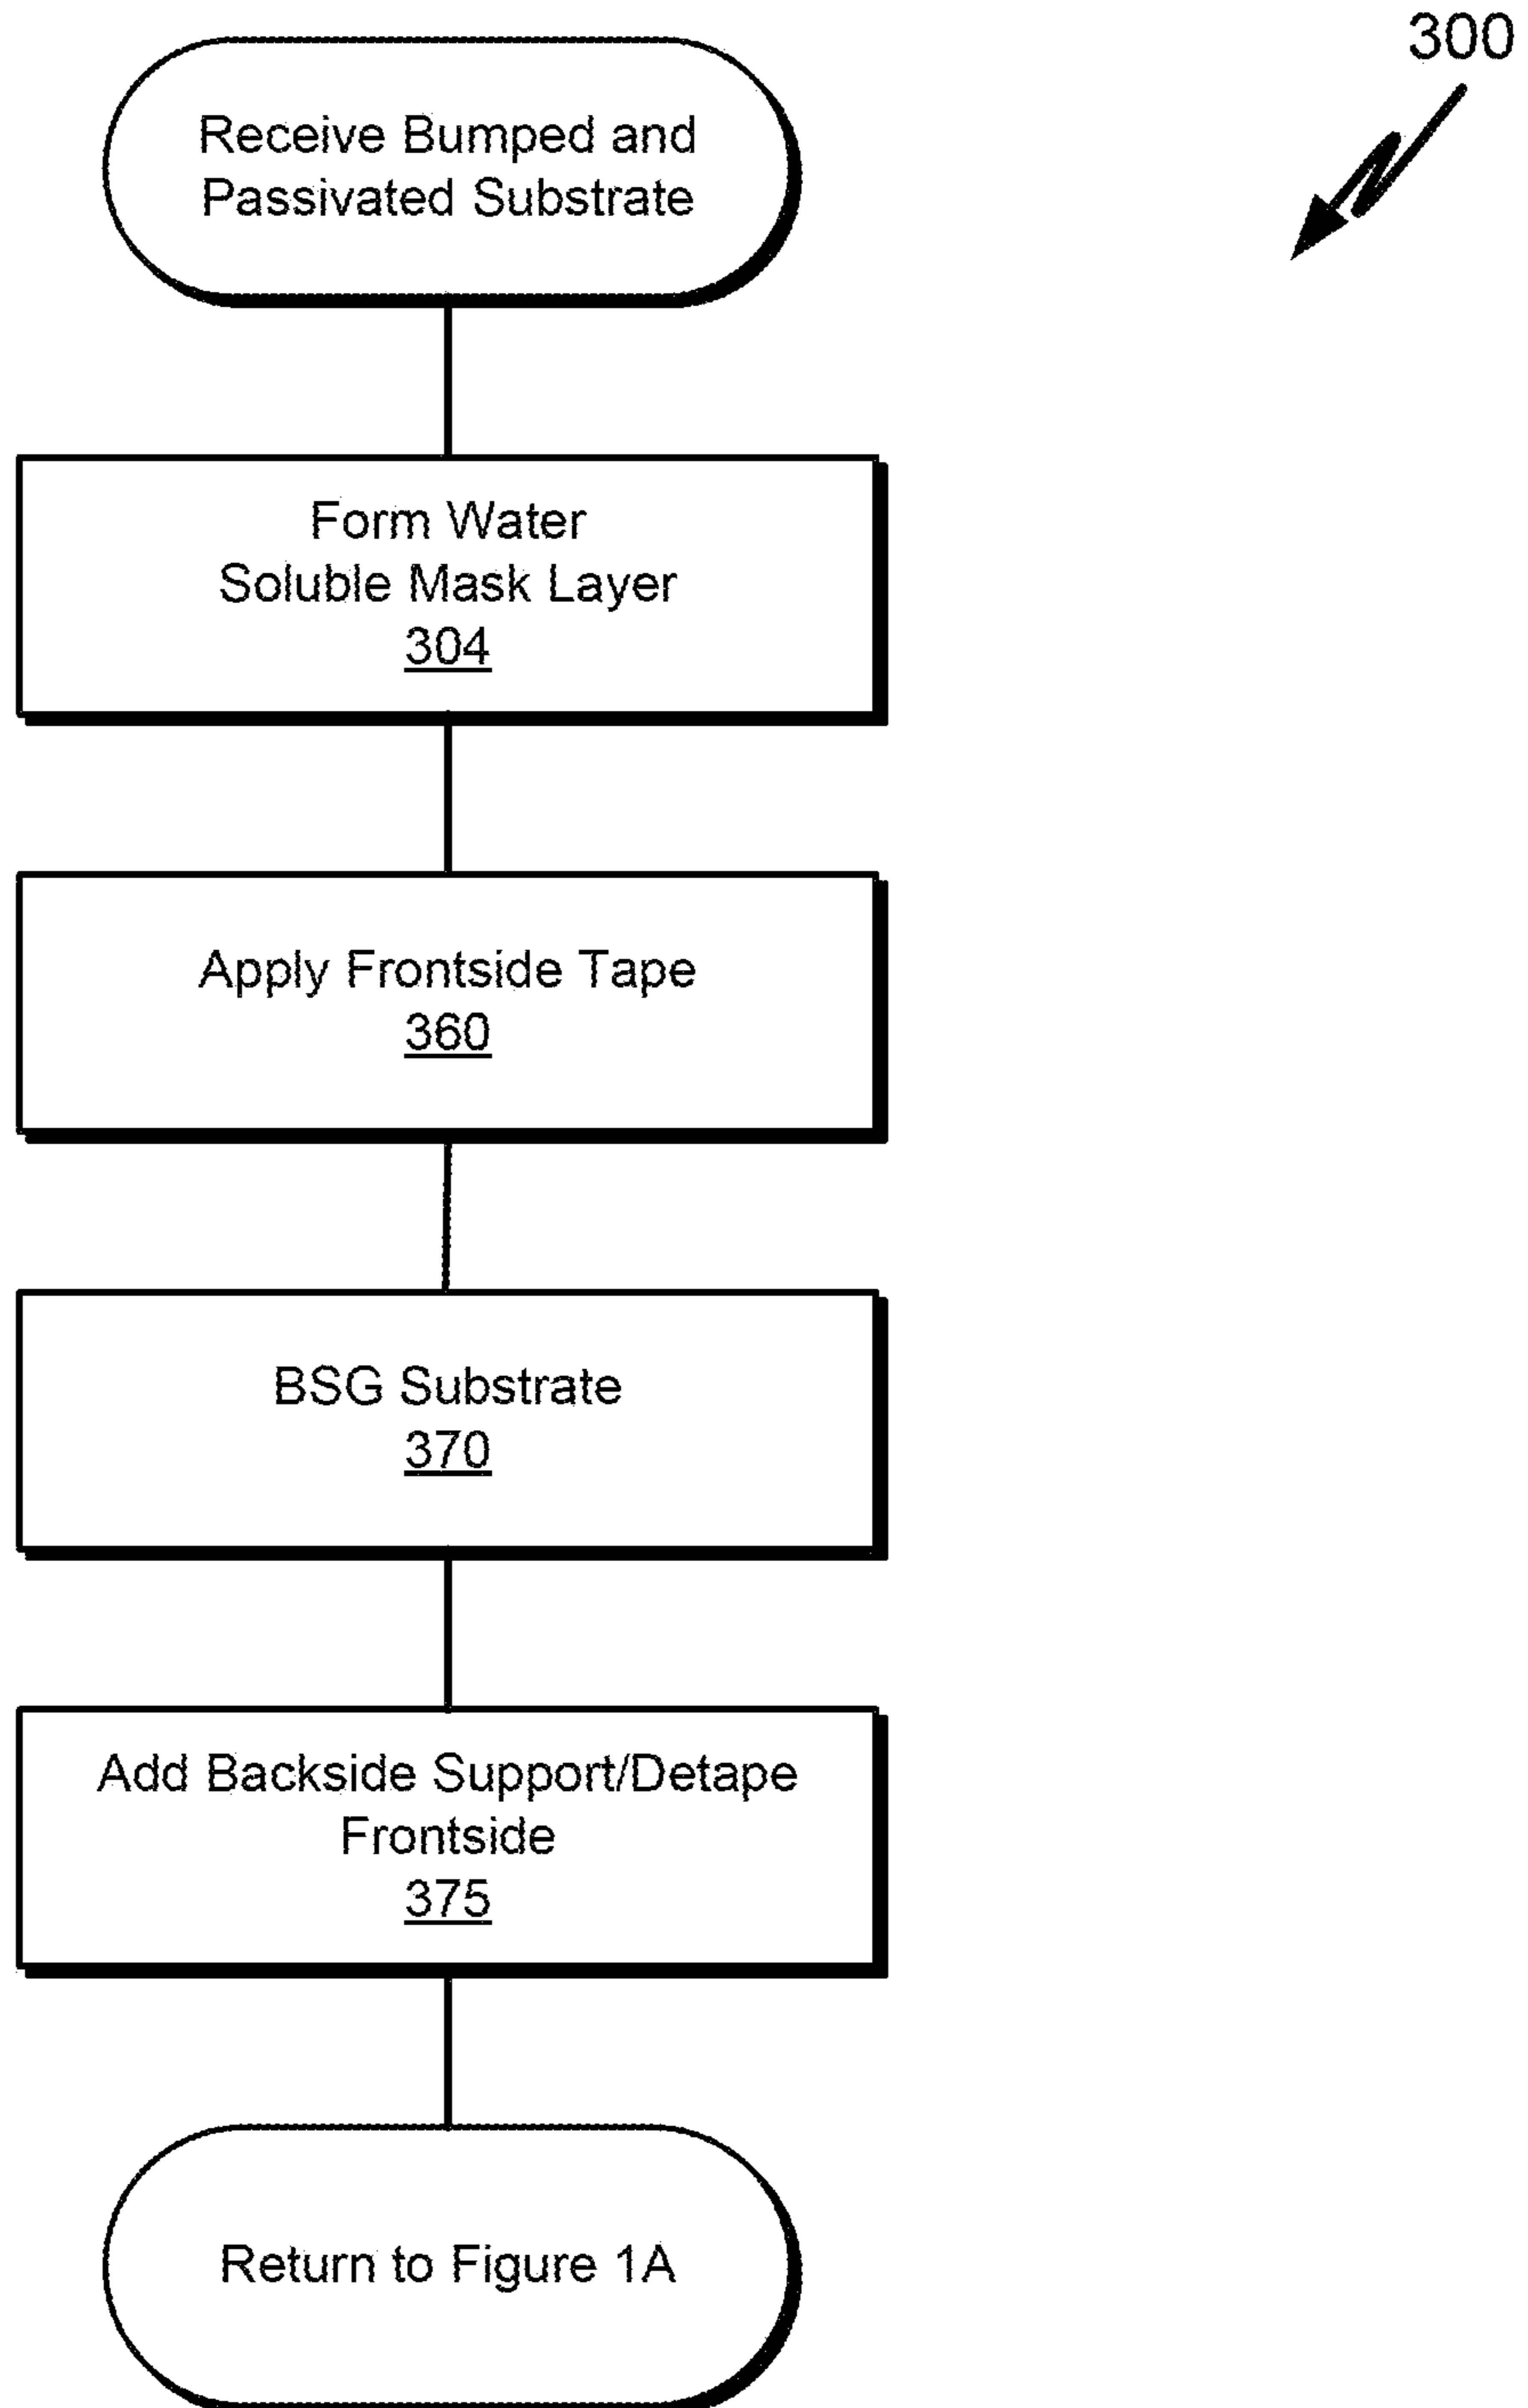 300
Receive Bumped and
Passivated Substrate
Form Water
Soluble Mask Layer
304
Apply Frontside Tape
360
BSG Substrate
370
Add Backside Support/Detape
Frontside
375
Return to Figure 1A